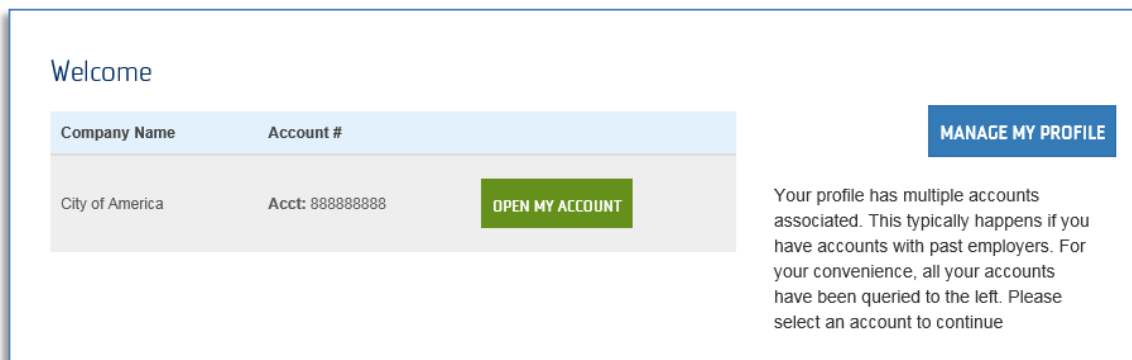 Welcome
Company Name Account #
City of America Acct: 888888888 OPEN MY ACCOUNT
MANAGE MY PROFILE
Your profile has multiple accounts
associated. This typically happens if you
have accounts with past employers. For
your convenience, all your accounts
have been queried to the left. Please
select an account to continue